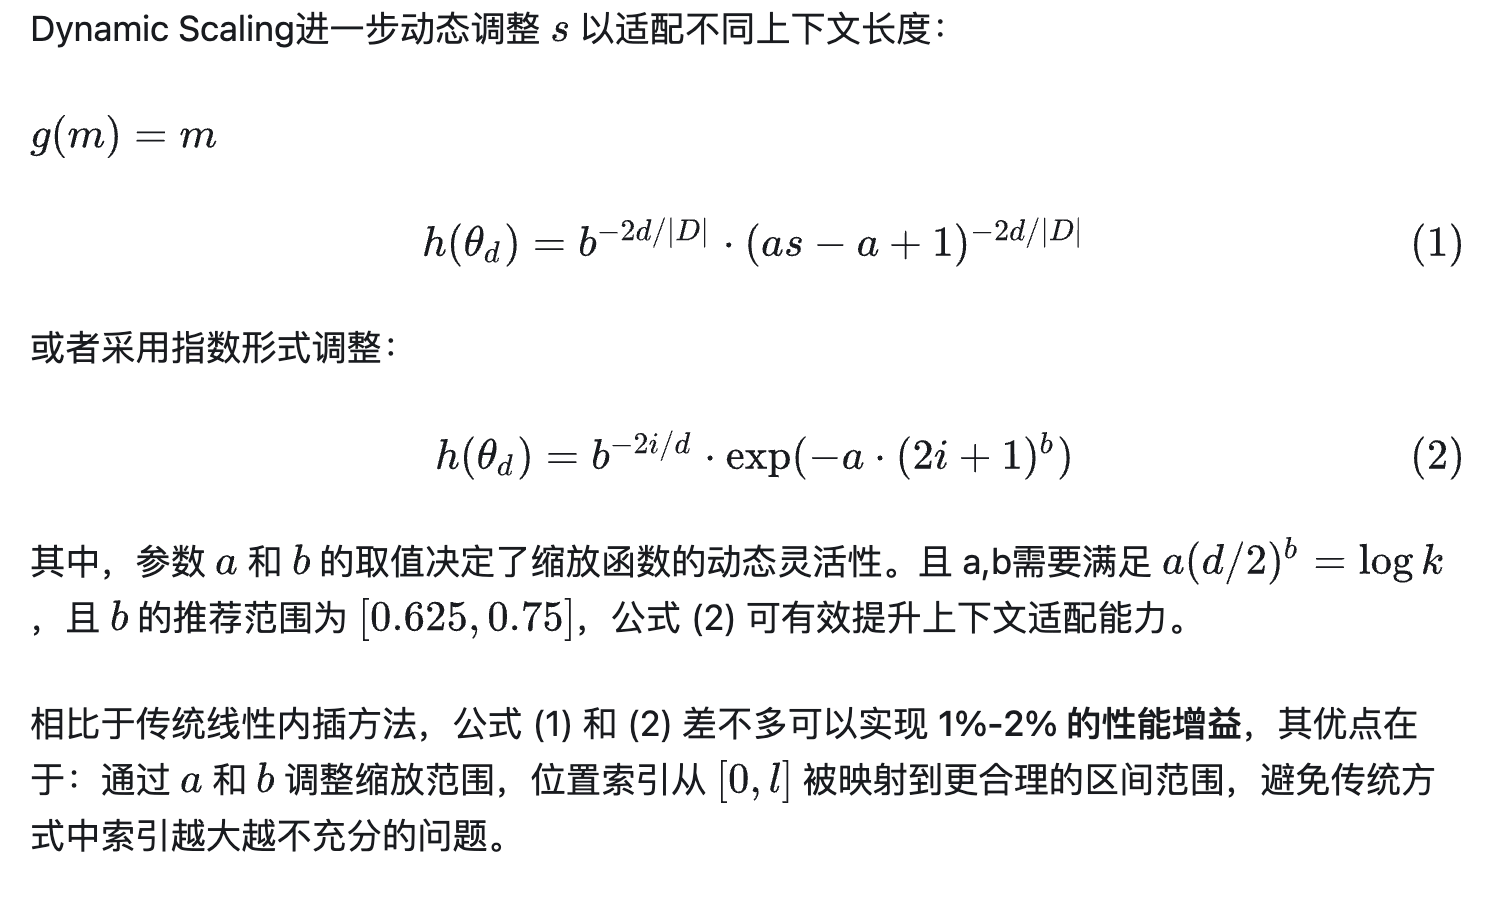 Dynamic Scaling进一步动态调整 s 以适配不同上下文长度：
g(m) = m
h(θ_d) = b^{-2d/|D|} · (as − a + 1)^{-2d/|D|} (1)
或者采用指数形式调整：
h(θ_d) = b^{-2i/d} · exp(−a · (2i + 1)^b) (2)
其中，参数 a 和 b 的取值决定了缩放函数的动态灵活性。且 a,b需要满足 a(d/2)^b = log k
，且 b 的推荐范围为 [0.625, 0.75]，公式 (2) 可有效提升上下文适配能力。
相比于传统线性内插方法，公式 (1) 和 (2) 差不多可以实现 1%-2% 的性能增益，其优点在
于：通过 a 和 b 调整缩放范围，位置索引从 [0, l] 被映射到更合理的区间范围，避免传统方
式中索引越大越不充分的问题。